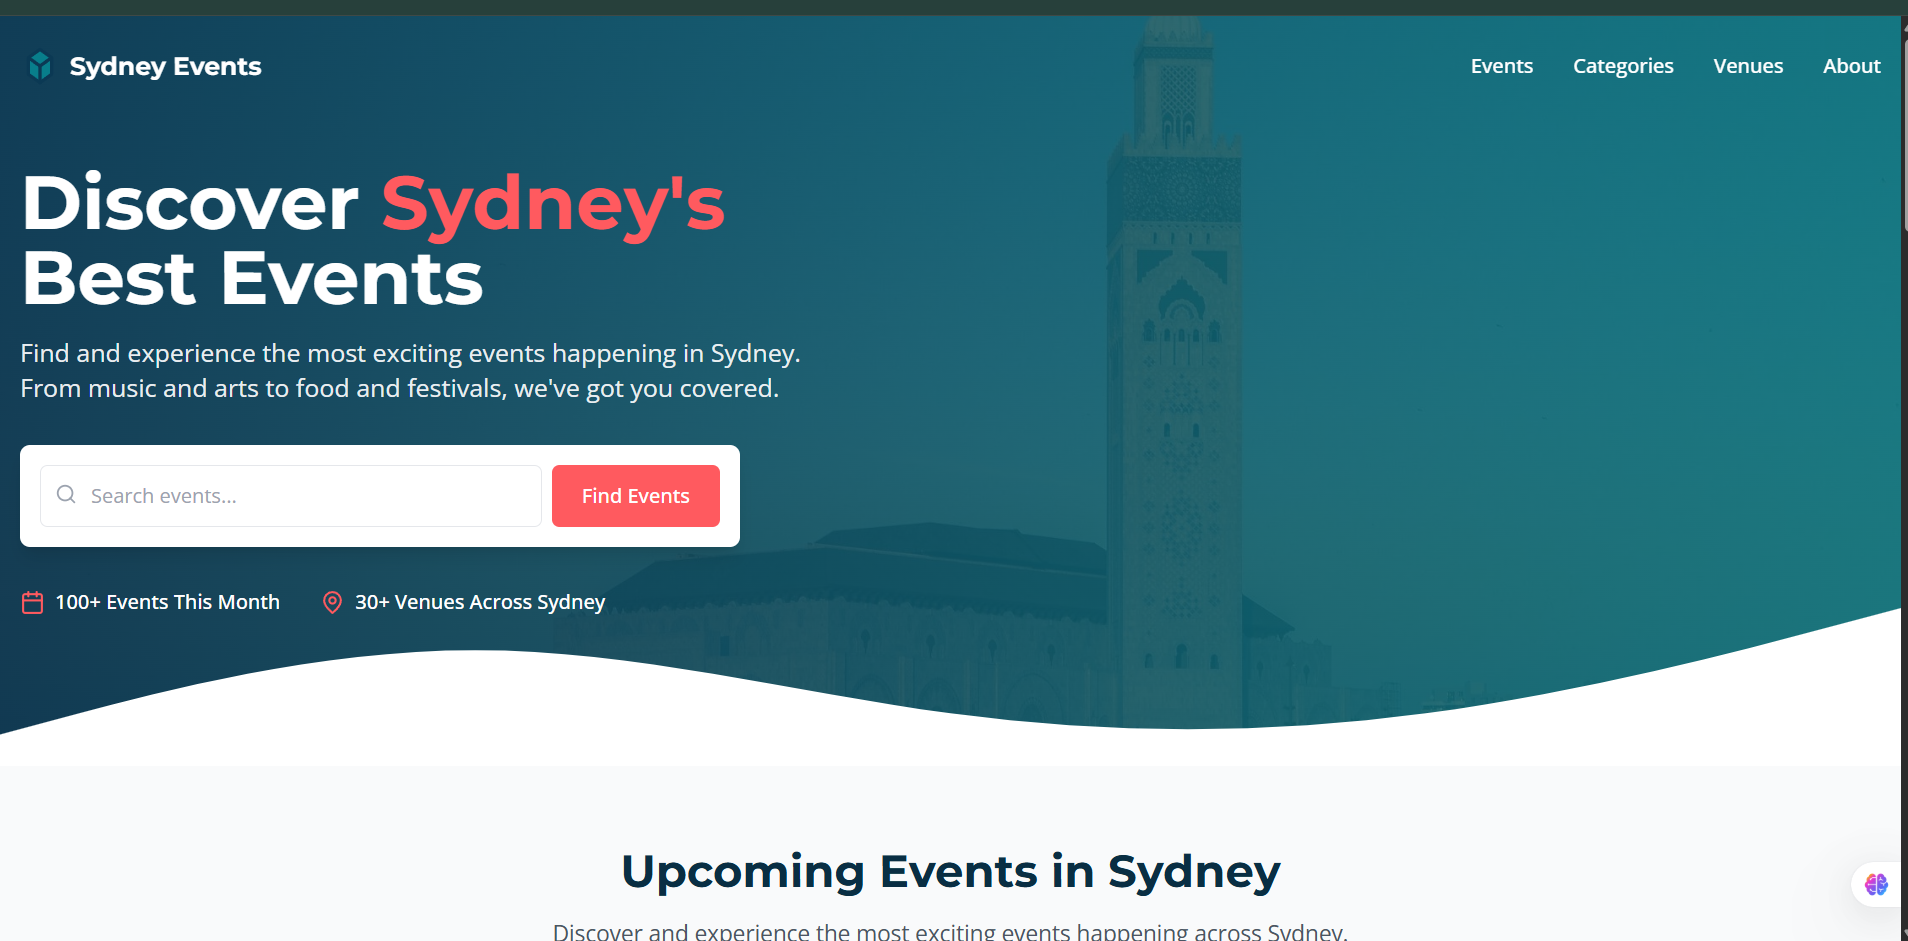 Sydney Events
Events
Categories
Venues
About
Discover Sydney's
Best Events
Find and experience the most exciting events happening in Sydney.
From music and arts to food and festivals, we've got you covered.
Search events...
Find Events
100+ Events This Month
30+ Venues Across Sydney
Upcoming Events in Sydney
Discover and experience the most exciting events happening across Sydney.